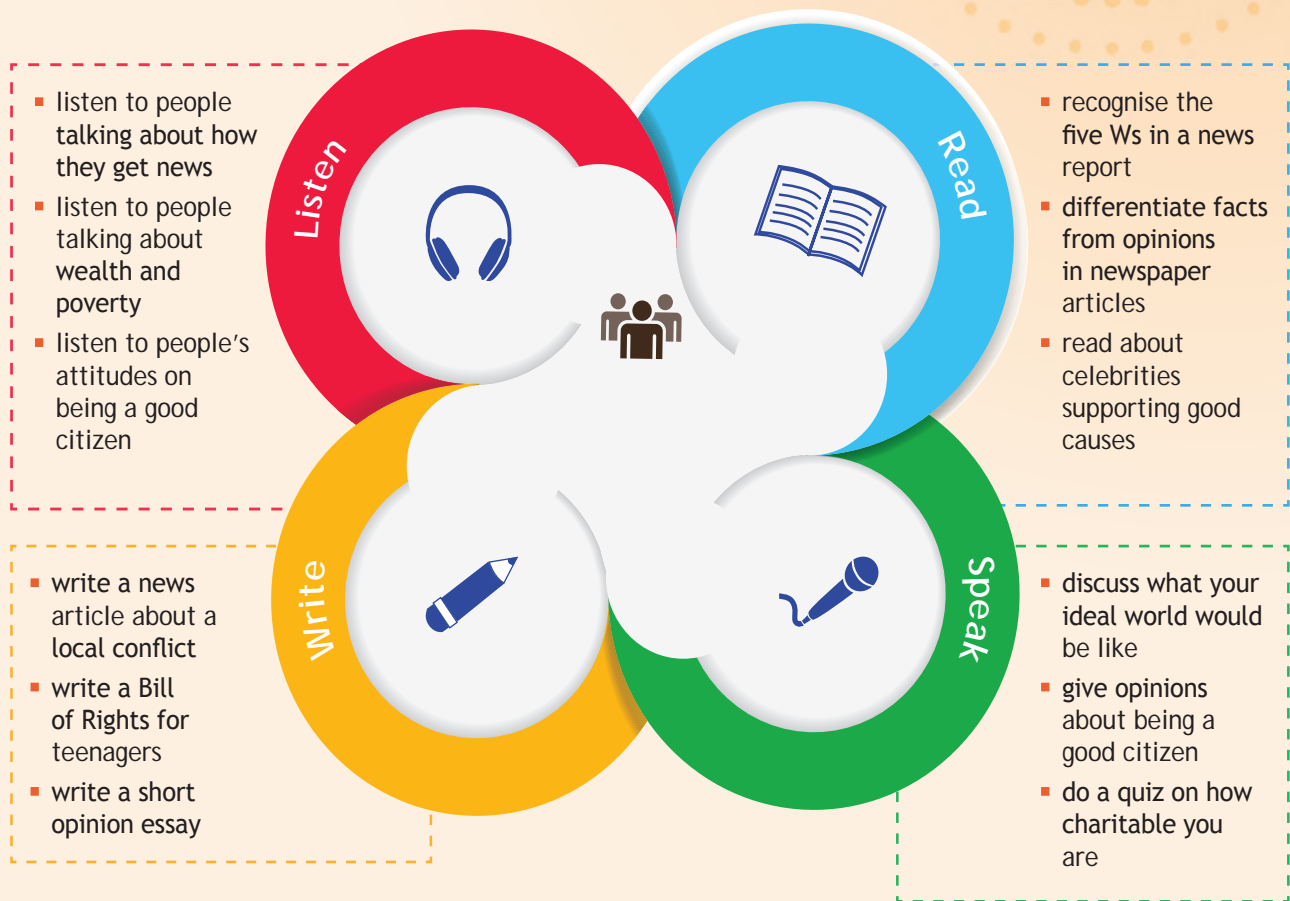 Listen
▪ listen to people
talking about how
they get news
▪ listen to people
talking about
wealth and
poverty
▪ listen to people's
attitudes on
being a good
citizen
Read
▪ recognise the
five Ws in a news
report
▪ differentiate facts
from opinions
in newspaper
articles
▪ read about
celebrities
supporting good
causes
Write
▪ write a news
article about a
local conflict
▪ write a Bill
of Rights for
teenagers
▪ write a short
opinion essay
Speak
▪ discuss what your
ideal world would
be like
▪ give opinions
about being a
good citizen
▪ do a quiz on how
charitable you
are